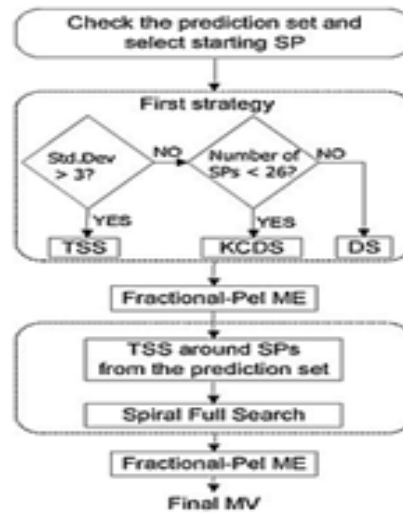 Check the prediction set and
select starting SP
First strategy
Std.Dev
> 3?
NO
Number of
SPs < 26?
NO
YES
YES
TSS
KCDS
DS
Fractional-Pel ME
TSS around SPs
from the prediction set
Spiral Full Search
Fractional-Pel ME
Final MV